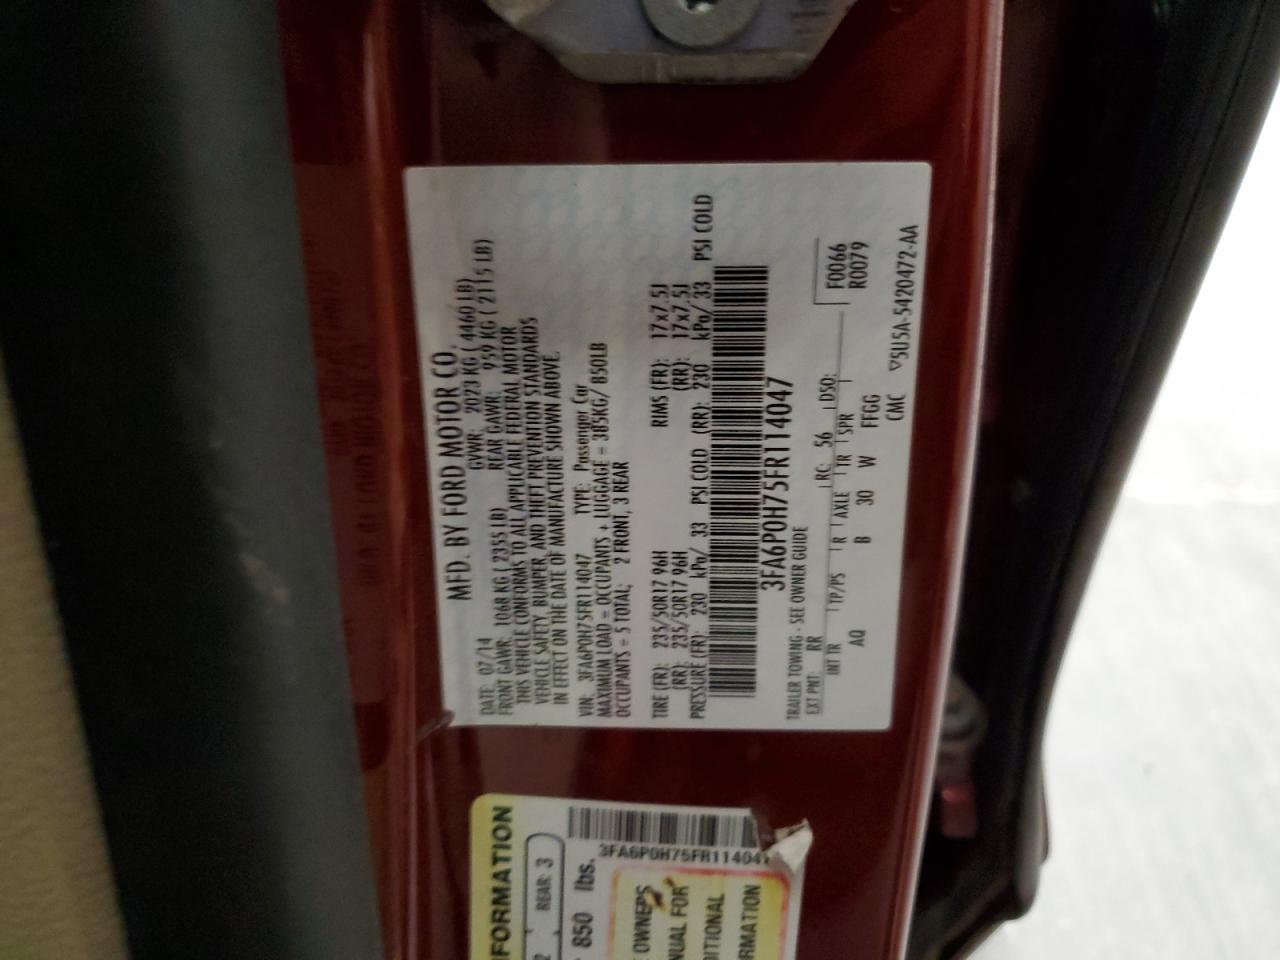 MFD. BY FORD MOTOR CO.
DATE: 07/14 GVWR: 2023 KG ( 4460 LB)
FRONT GAWR: 1068 KG ( 2355 LB) REAR GAWR: 959 KG ( 2115 LB)
THIS VEHICLE CONFORMS TO ALL APPLICABLE FEDERAL MOTOR
VEHICLE SAFETY, BUMPER, AND THEFT PREVENTION STANDARDS
IN EFFECT ON THE DATE OF MANUFACTURE SHOWN ABOVE.
VIN: 3FA6P0H75FR114047 TYPE: Passenger Car
MAXIMUM LOAD = OCCUPANTS + LUGGAGE = 385KG/ 850LB
OCCUPANTS = 5 TOTAL; 2 FRONT, 3 REAR
TIRE (FR): 235/50R17 96H RIMS (FR): 17x7.5J
(RR): 235/50R17 96H (RR): 17x7.5J
PRESSURE (FR): 230 kPa/ 33 PSI COLD (RR): 230 kPa/ 33 PSI COLD
3FA6P0H75FR114047
TRAILER TOWING - SEE OWNER GUIDE
EXT PNT: RR RC: 56 DSO: F0066
INT TR TP/PS R AXLE TR SPR R0079
AQ B 30 W FFGG
CMC ▽5U5A-5420472-AA
FORMATION
2 REAR: 3
850 lbs.
3FA6P0H75FR11404
OWNERS
NUAL FOR
DITIONAL
RMATION